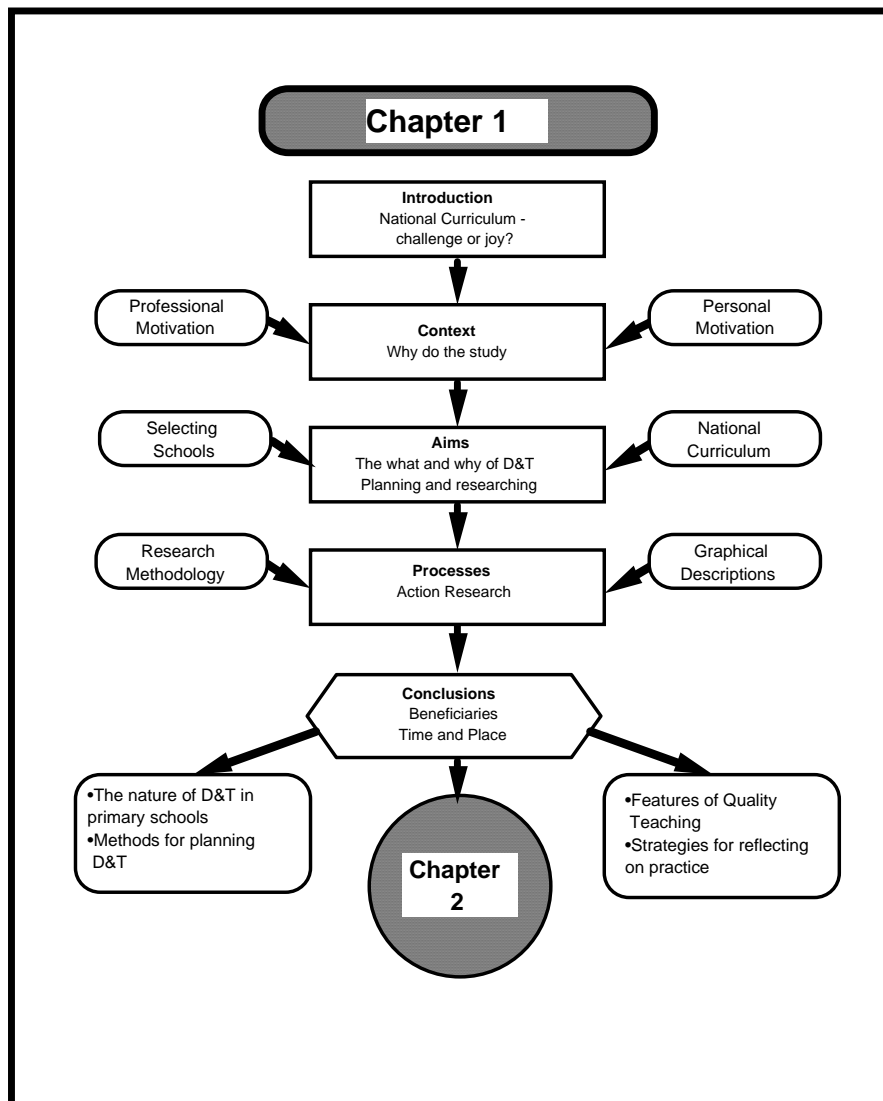 Chapter 1
Introduction
National Curriculum -
challenge or joy?
Professional
Motivation
Context
Why do the study
Personal
Motivation
Selecting
Schools
Aims
The what and why of D&T
Planning and researching
National
Curriculum
Research
Methodology
Processes
Action Research
Graphical
Descriptions
Conclusions
Beneficiaries
Time and Place
•The nature of D&T in
primary schools
•Methods for planning
D&T
Chapter
2
•Features of Quality
Teaching
•Strategies for reflecting
on practice